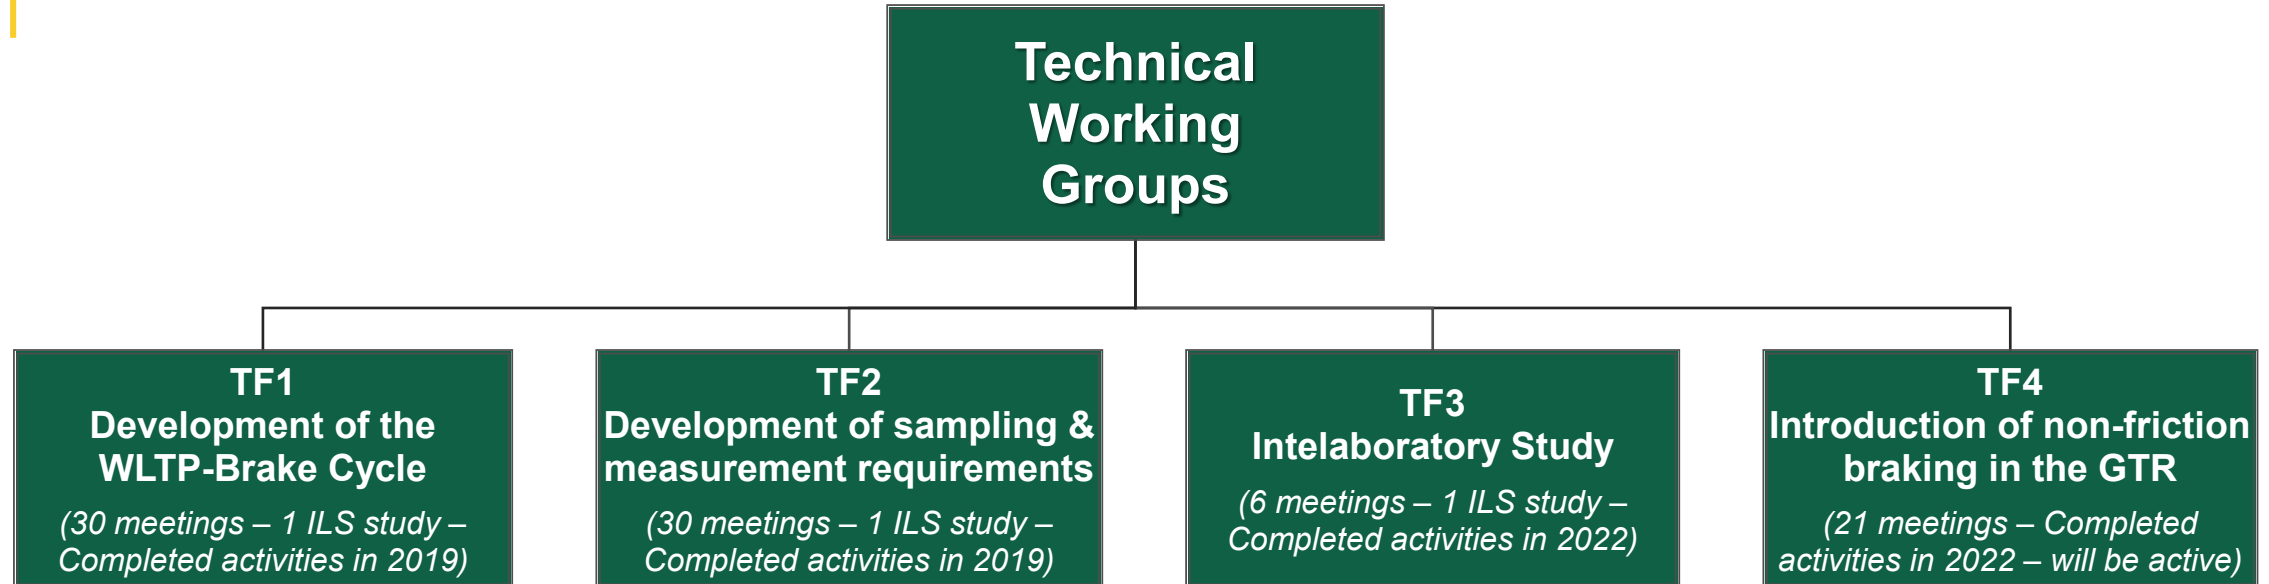 Technical
Working
Groups
TF1
Development of the
WLTP-Brake Cycle
(30 meetings – 1 ILS study –
Completed activities in 2019)
TF2
Development of sampling &
measurement requirements
(30 meetings – 1 ILS study –
Completed activities in 2019)
TF3
Intelaboratory Study
(6 meetings – 1 ILS study –
Completed activities in 2022)
TF4
Introduction of non-friction
braking in the GTR
(21 meetings – Completed
activities in 2022 – will be active)